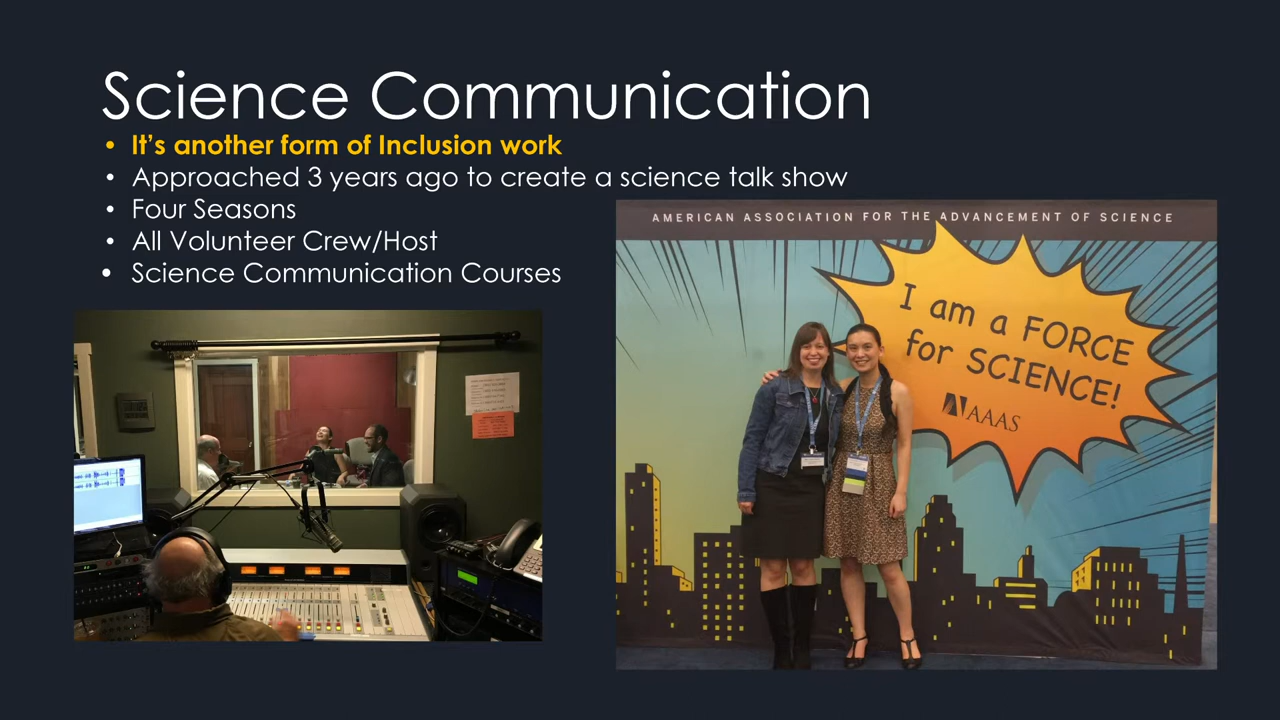 Science Communication
• It's another form of Inclusion work
• Approached 3 years ago to create a science talk show
• Four Seasons
• All Volunteer Crew/Host
• Science Communication Courses
AMERICAN ASSOCIATION FOR THE ADVANCEMENT OF SCIENCE
I am a FORCE
for SCIENCE!
AAAS